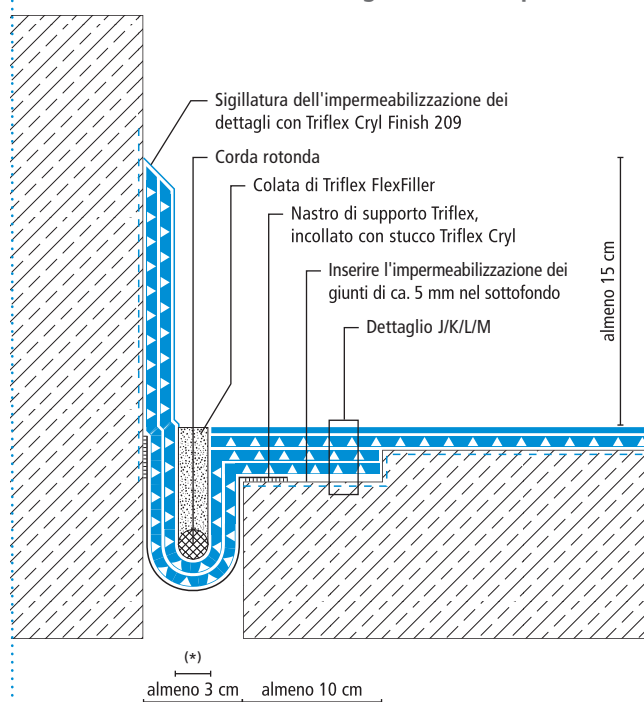 Sigillatura dell'impermeabilizzazione dei
dettagli con Triflex Cryl Finish 209
Corda rotonda
Colata di Triflex FlexFiller
Nastro di supporto Triflex,
incollato con stucco Triflex Cryl
Inserire l'impermeabilizzazione dei
giunti di ca. 5 mm nel sottofondo
Dettaglio J/K/L/M
almeno 15 cm
(*)
almeno 3 cm
almeno 10 cm